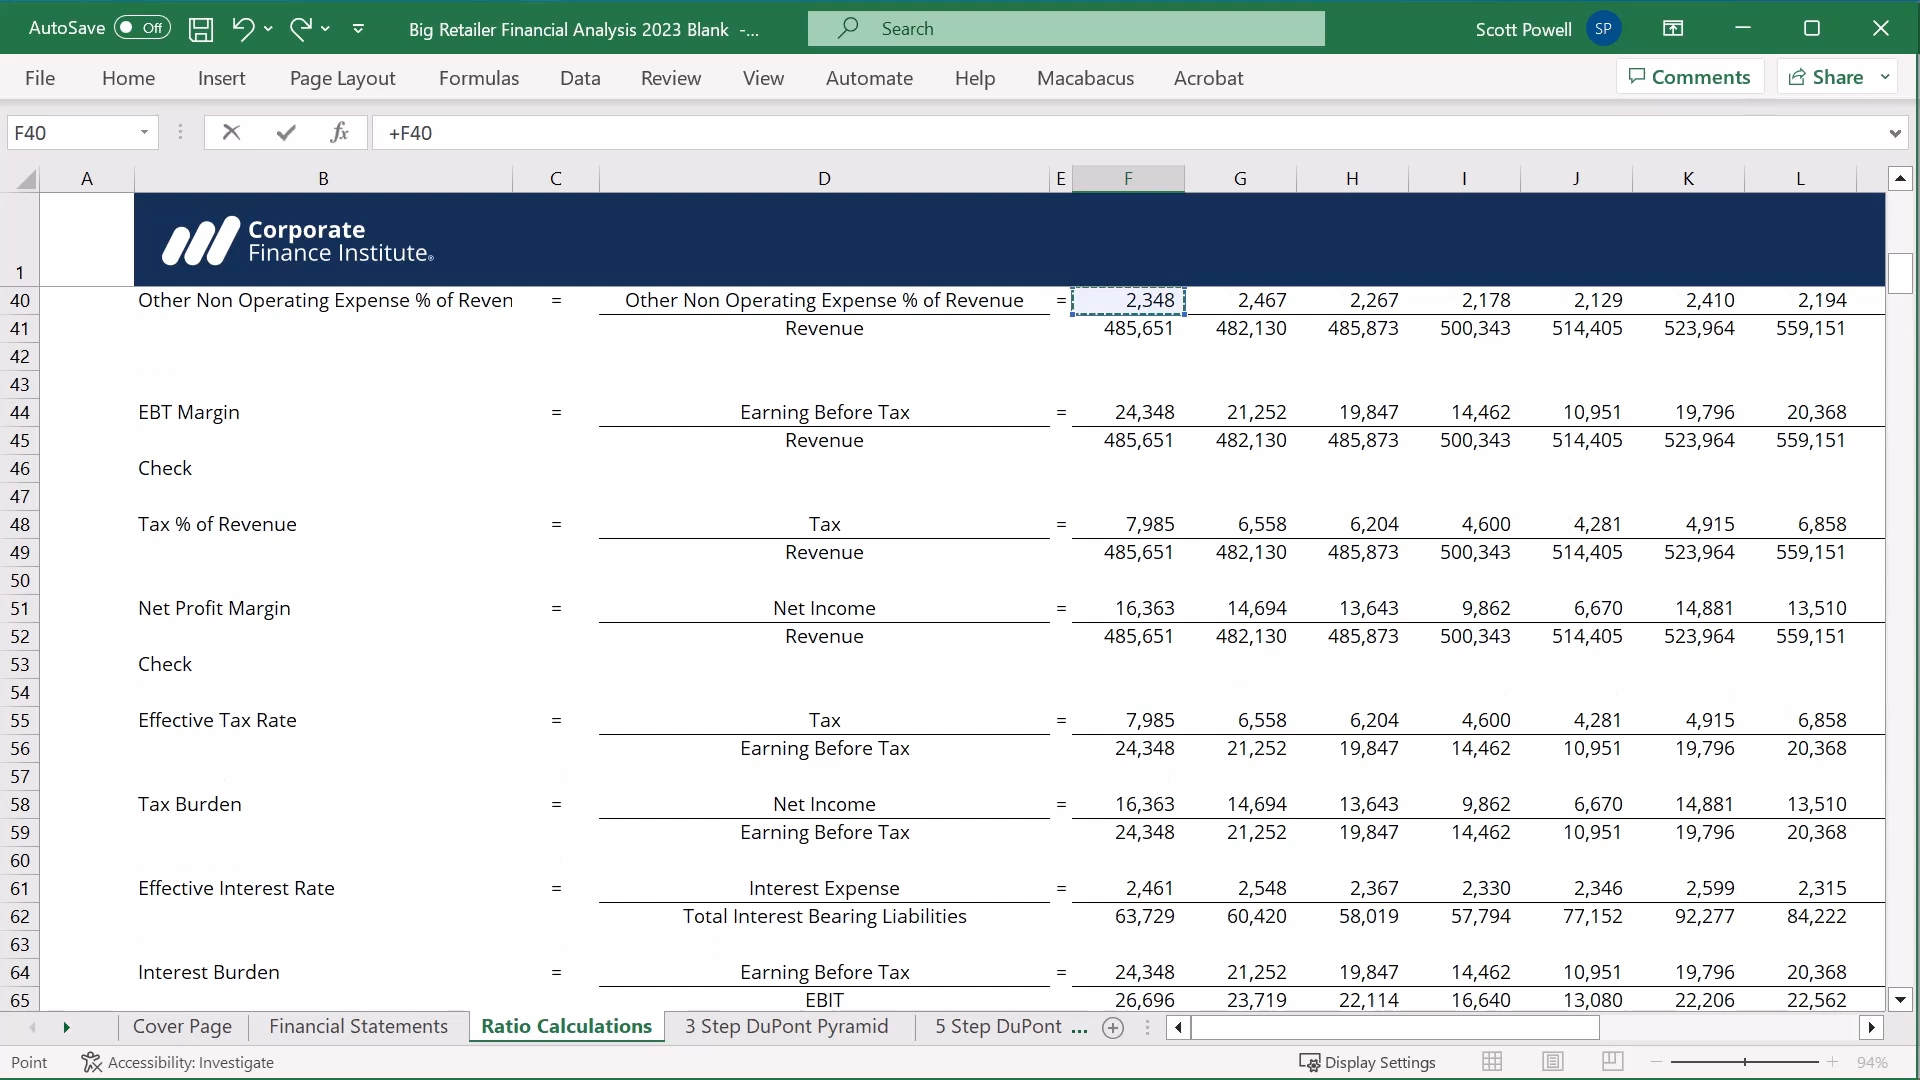 AutoSave Off Big Retailer Financial Analysis 2023 Blank -... Search Scott Powell SP
File Home Insert Page Layout Formulas Data Review View Automate Help Macabacus Acrobat Comments Share
F40 fx +F40
A B C D E F G H I J K L
1 Corporate
Finance Institute®
40 Other Non Operating Expense % of Reven = Other Non Operating Expense % of Revenue = 2,348 2,467 2,267 2,178 2,129 2,410 2,194
41 Revenue 485,651 482,130 485,873 500,343 514,405 523,964 559,151
42
43
44 EBT Margin = Earning Before Tax = 24,348 21,252 19,847 14,462 10,951 19,796 20,368
45 Revenue 485,651 482,130 485,873 500,343 514,405 523,964 559,151
46 Check
47
48 Tax % of Revenue = Tax = 7,985 6,558 6,204 4,600 4,281 4,915 6,858
49 Revenue 485,651 482,130 485,873 500,343 514,405 523,964 559,151
50
51 Net Profit Margin = Net Income = 16,363 14,694 13,643 9,862 6,670 14,881 13,510
52 Revenue 485,651 482,130 485,873 500,343 514,405 523,964 559,151
53 Check
54
55 Effective Tax Rate = Tax = 7,985 6,558 6,204 4,600 4,281 4,915 6,858
56 Earning Before Tax 24,348 21,252 19,847 14,462 10,951 19,796 20,368
57
58 Tax Burden = Net Income = 16,363 14,694 13,643 9,862 6,670 14,881 13,510
59 Earning Before Tax 24,348 21,252 19,847 14,462 10,951 19,796 20,368
60
61 Effective Interest Rate = Interest Expense = 2,461 2,548 2,367 2,330 2,346 2,599 2,315
62 Total Interest Bearing Liabilities 63,729 60,420 58,019 57,794 77,152 92,277 84,222
63
64 Interest Burden = Earning Before Tax = 24,348 21,252 19,847 14,462 10,951 19,796 20,368
65 EBIT 26,696 23,719 22,114 16,640 13,080 22,206 22,562
Cover Page Financial Statements Ratio Calculations 3 Step DuPont Pyramid 5 Step DuPont ...
Point Accessibility: Investigate Display Settings 94%